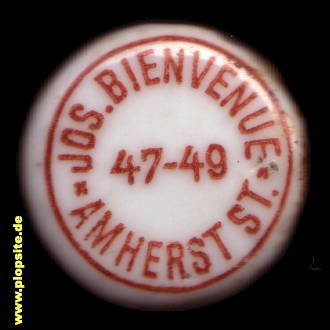 JOS. BIENVENUE
47-49
* AMHERST ST. *
www.plopsite.de